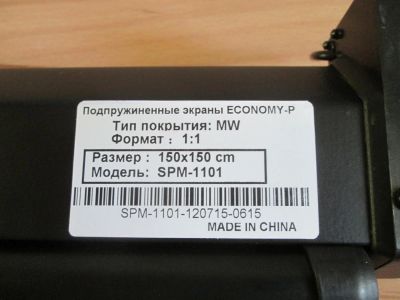 Подпружиненные экраны ECONOMY-P
Тип покрытия: MW
Формат : 1:1
Размер : 150x150 cm
Модель: SPM-1101
SPM-1101-120715-0615
MADE IN CHINA